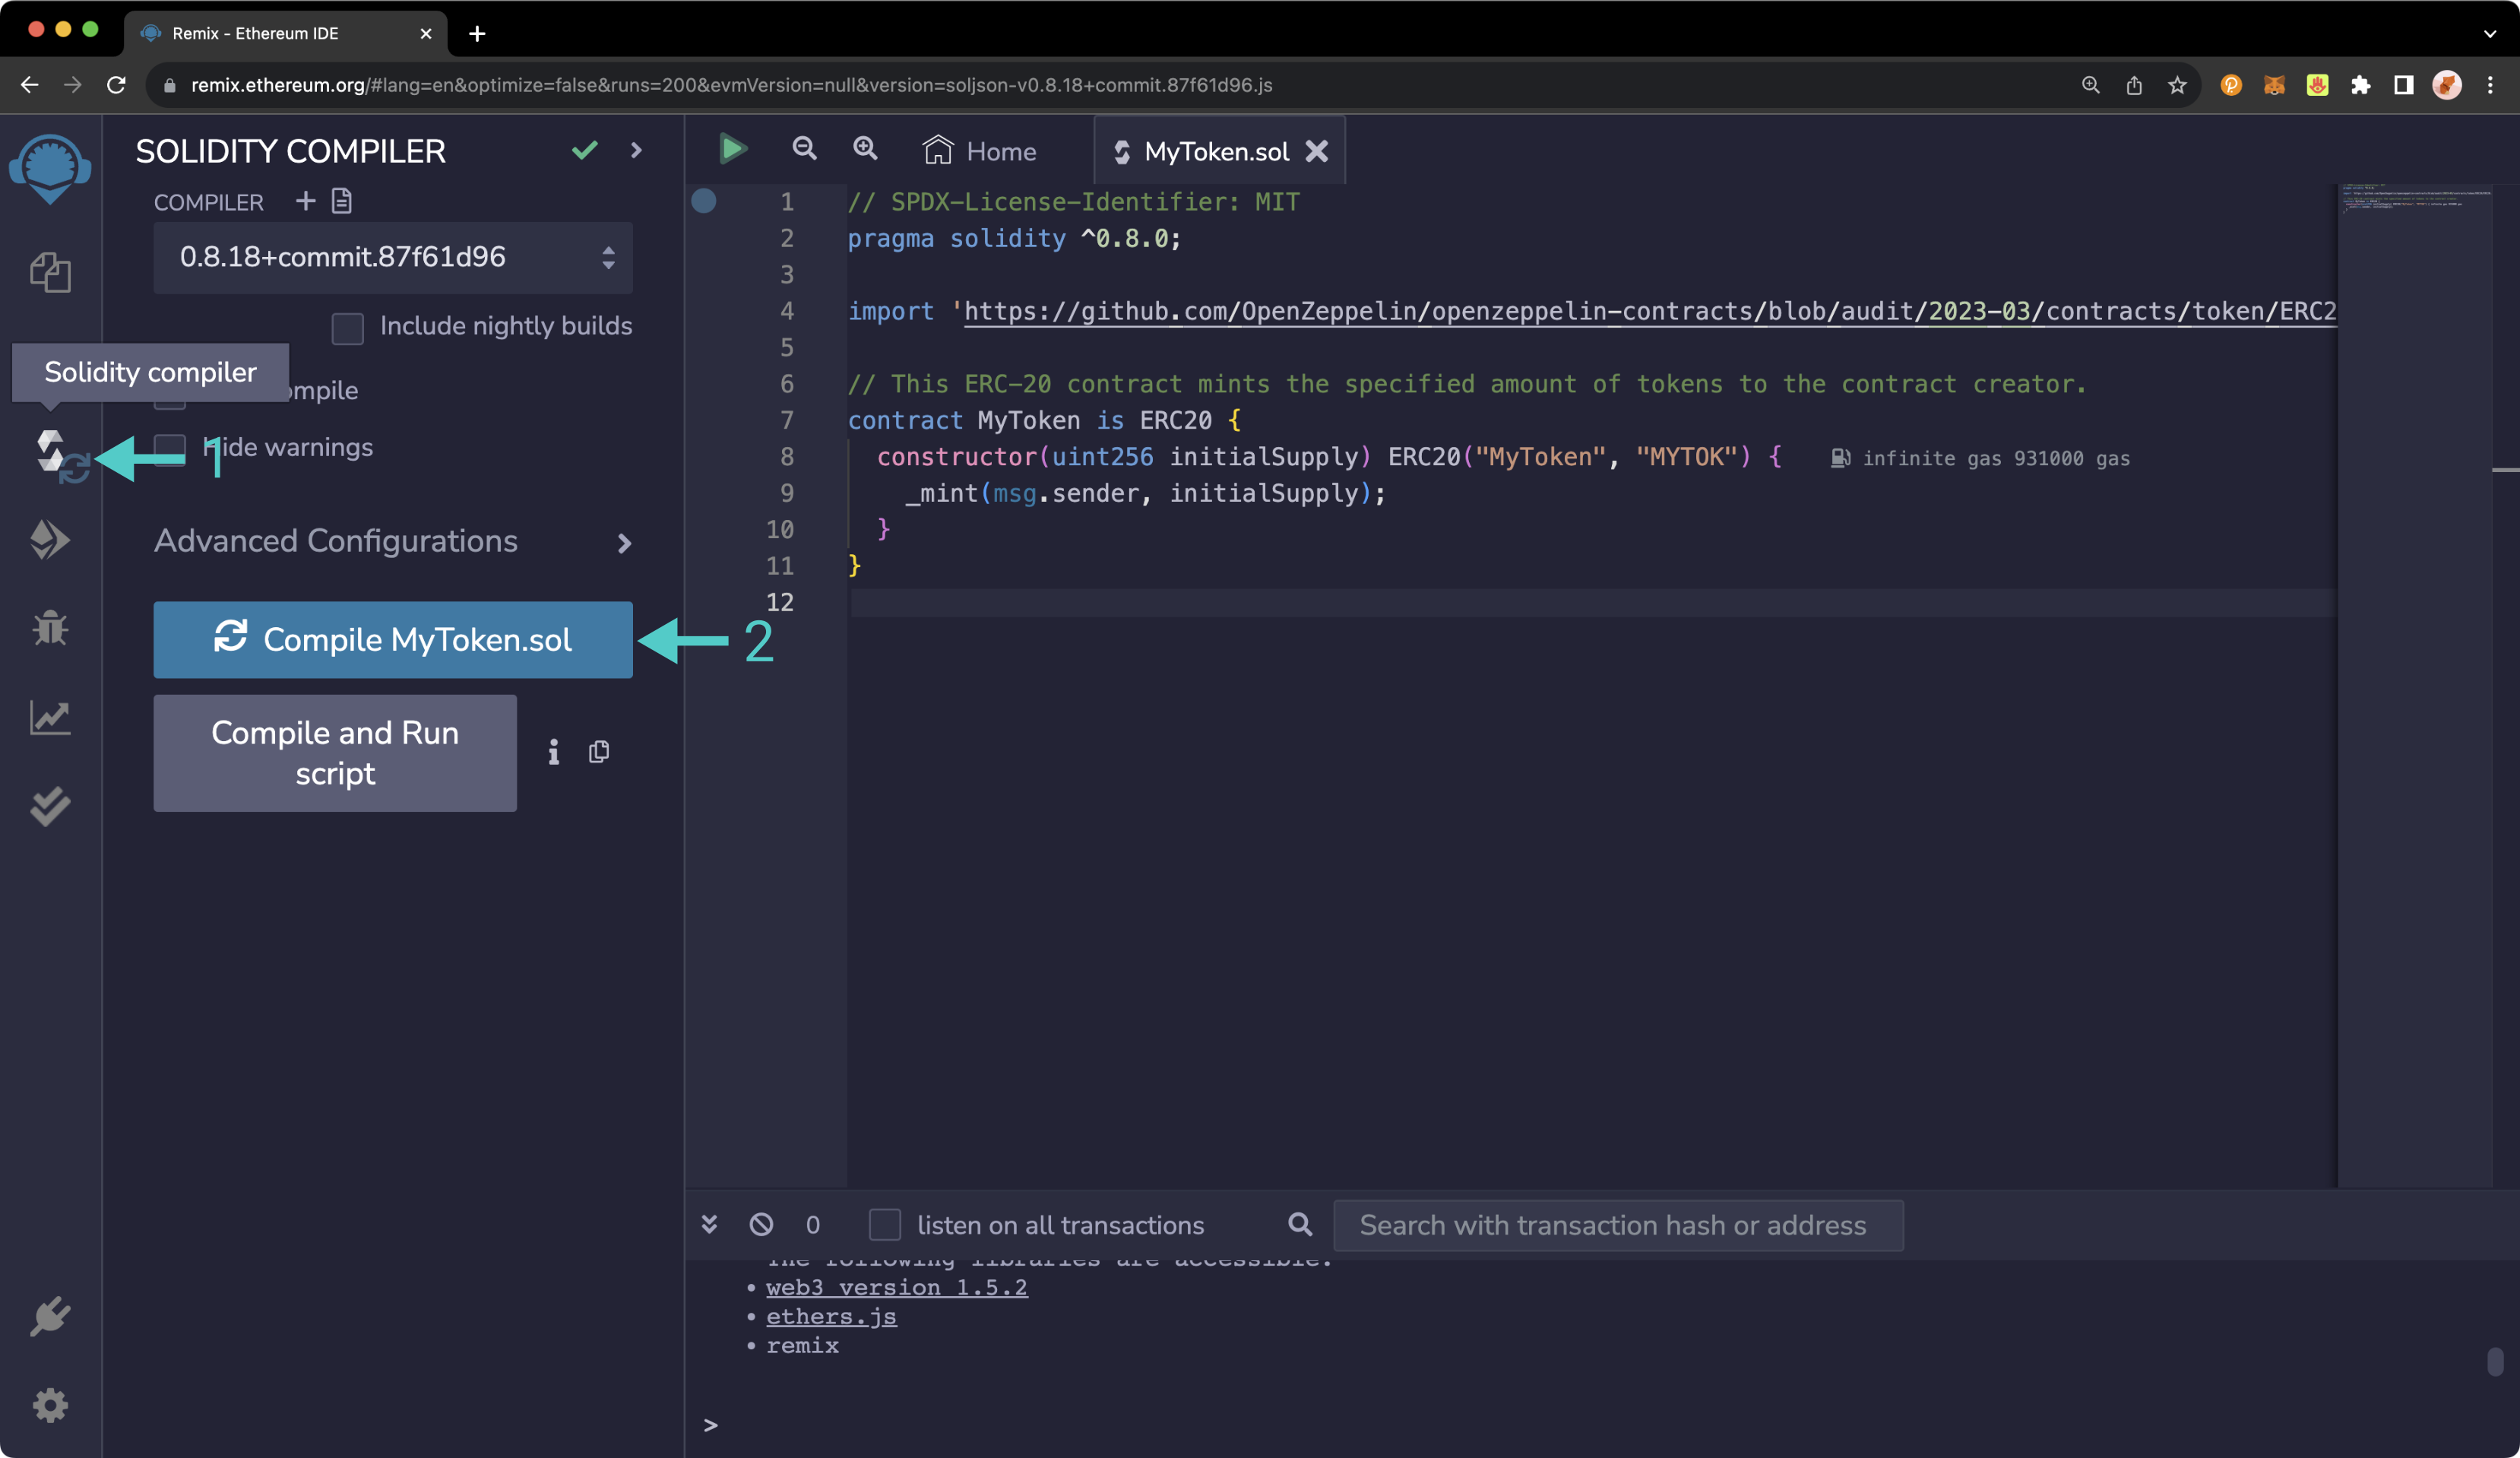 Remix - Ethereum IDE
remix.ethereum.org/#lang=en&optimize=false&runs=200&evmVersion=null&version=soljson-v0.8.18+commit.87f61d96.js
SOLIDITY COMPILER
COMPILER
0.8.18+commit.87f61d96
Include nightly builds
Solidity compiler
ompile
1
Hide warnings
Advanced Configurations
Compile MyToken.sol
2
Compile and Run
script
Home
MyToken.sol
1 // SPDX-License-Identifier: MIT
2 pragma solidity ^0.8.0;
3
4 import 'https://github.com/OpenZeppelin/openzeppelin-contracts/blob/audit/2023-03/contracts/token/ERC2
5
6 // This ERC-20 contract mints the specified amount of tokens to the contract creator.
7 contract MyToken is ERC20 {
8 constructor(uint256 initialSupply) ERC20("MyToken", "MYTOK") { infinite gas 931000 gas
9 _mint(msg.sender, initialSupply);
10 }
11 }
12
0
listen on all transactions
Search with transaction hash or address
The following libraries are accessible:
• web3 version 1.5.2
• ethers.js
• remix
>